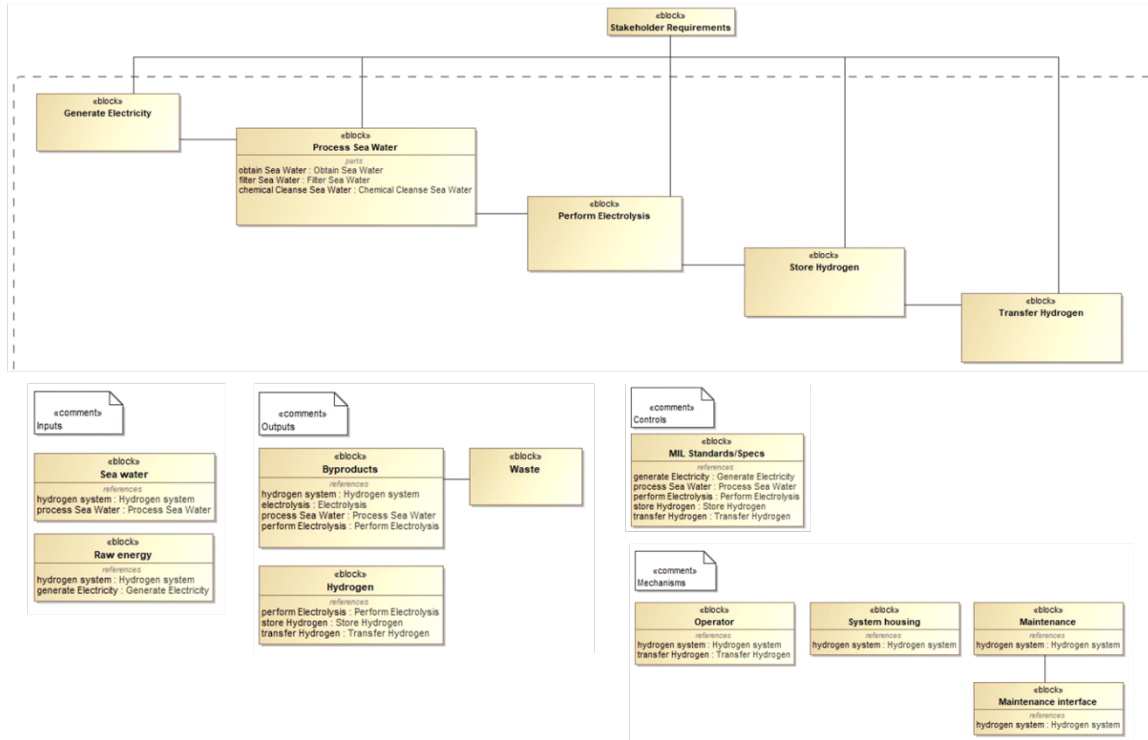 «block»
Stakeholder Requirements
«block»
Generate Electricity
«block»
Process Sea Water
parts
obtain Sea Water : Obtain Sea Water
filter Sea Water : Filter Sea Water
chemical Cleanse Sea Water : Chemical Cleanse Sea Water
«block»
Perform Electrolysis
«block»
Store Hydrogen
«block»
Transfer Hydrogen
«comment»
Inputs
«block»
Sea water
references
hydrogen system : Hydrogen system
process Sea Water : Process Sea Water
«block»
Raw energy
references
hydrogen system : Hydrogen system
generate Electricity : Generate Electricity
«comment»
Outputs
«block»
Byproducts
references
hydrogen system : Hydrogen system
electrolysis : Electrolysis
process Sea Water : Process Sea Water
perform Electrolysis : Perform Electrolysis
«block»
Waste
«block»
Hydrogen
references
perform Electrolysis : Perform Electrolysis
store Hydrogen : Store Hydrogen
transfer Hydrogen : Transfer Hydrogen
«comment»
Controls
«block»
MIL Standards/Specs
references
generate Electricity : Generate Electricity
process Sea Water : Process Sea Water
perform Electrolysis : Perform Electrolysis
store Hydrogen : Store Hydrogen
transfer Hydrogen : Transfer Hydrogen
«comment»
Mechanisms
«block»
Operator
references
hydrogen system : Hydrogen system
transfer Hydrogen : Transfer Hydrogen
«block»
System housing
references
hydrogen system : Hydrogen system
«block»
Maintenance
references
hydrogen system : Hydrogen system
«block»
Maintenance interface
references
hydrogen system : Hydrogen system